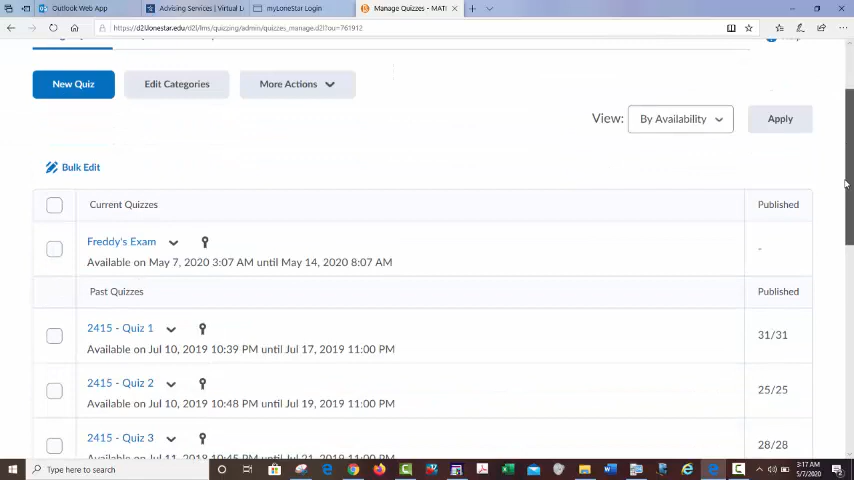 Outlook Web App
Advising Services | Virtual L
myLoneStar Login
Manage Quizzes - MATH
https://d2l.lonestar.edu/d2l/lms/quizzing/admin/quizzes_manage.d2l?ou=761912
Help
New Quiz
Edit Categories
More Actions
View:
By Availability
Apply
Bulk Edit
Current Quizzes
Published
Freddy's Exam
-
Available on May 7, 2020 3:07 AM until May 14, 2020 8:07 AM
Past Quizzes
Published
2415 - Quiz 1
31/31
Available on Jul 10, 2019 10:39 PM until Jul 17, 2019 11:00 PM
2415 - Quiz 2
25/25
Available on Jul 10, 2019 10:48 PM until Jul 19, 2019 11:00 PM
2415 - Quiz 3
28/28
Available on Jul 11, 2019 10:45 PM until Jul 21, 2019 11:00 PM
Type here to search
3:17 AM
5/7/2020